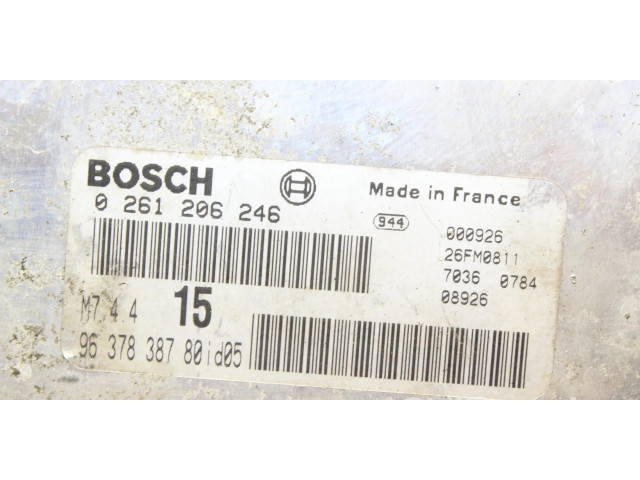 BOSCH
Made in France
0 261 206 246
944
000926
26FM0811
7036 0784
08926
M7.4.4
15
96 378 387 80 id05